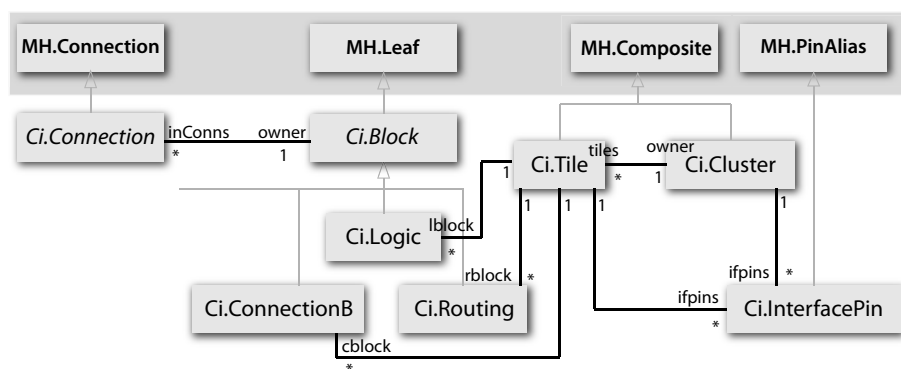 MH.Connection
MH.Leaf
MH.Composite
MH.PinAlias
Ci.Connection
inConns
owner
*
1
Ci.Block
Ci.Tile
tiles
owner
*
1
Ci.Cluster
1
1
1
1
1
Ci.Logic
lblock
*
rblock
*
ifpins
*
Ci.ConnectionB
Ci.Routing
ifpins
*
Ci.InterfacePin
cblock
*